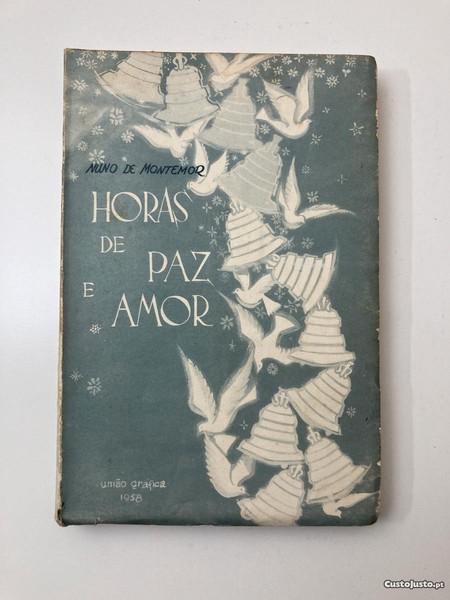 NUNO DE MONTEMOR
HORAS
DE PAZ
E AMOR
união gráfica
1958
CustoJusto.pt